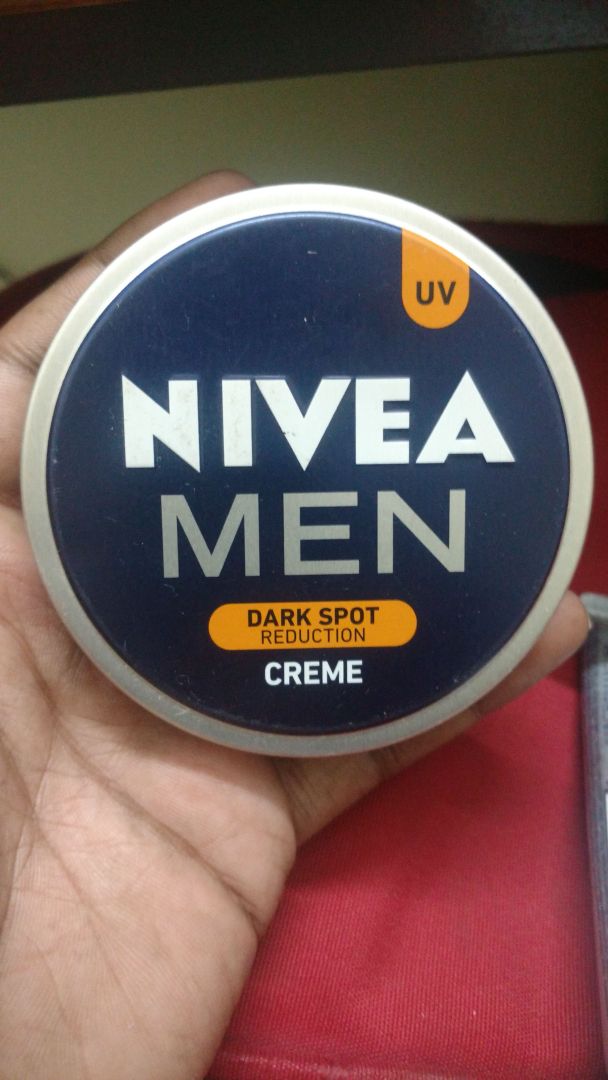 UV
NIVEA
MEN
DARK SPOT
REDUCTION
CREME